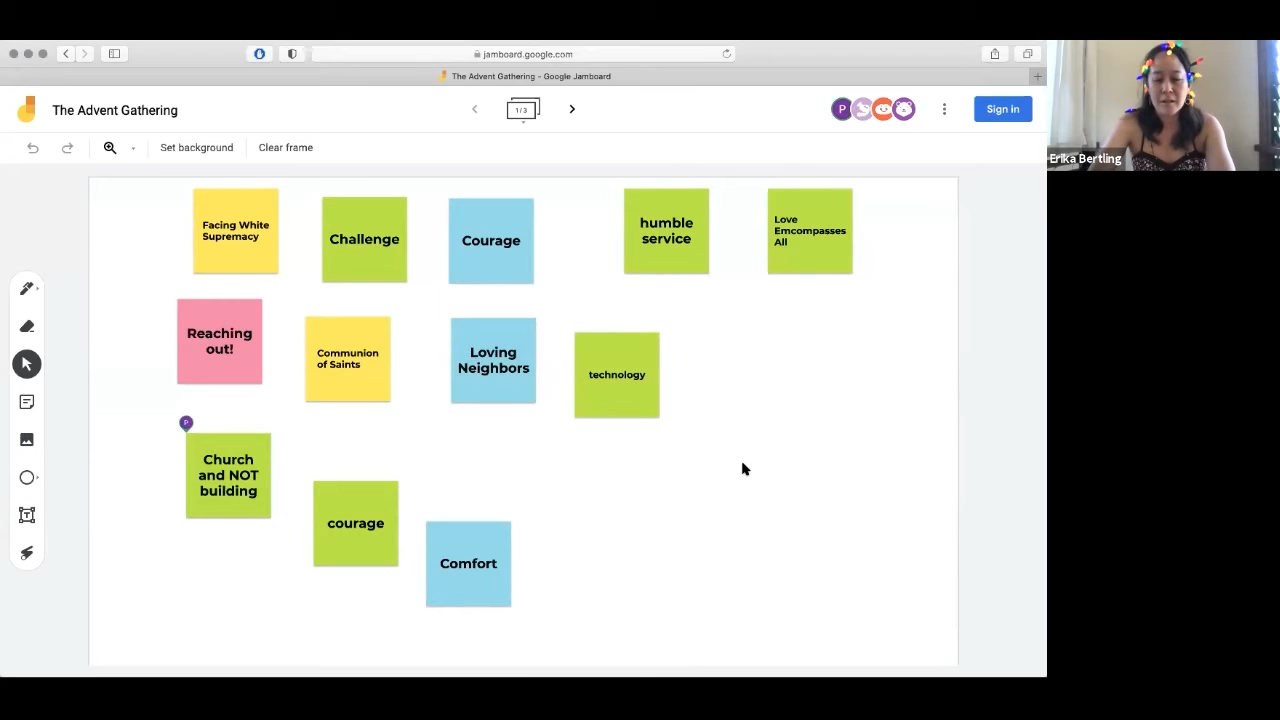 jamboard.google.com
The Advent Gathering - Google Jamboard
The Advent Gathering
1/3
P
Sign in
Set background
Clear frame
Erika Bertling
Facing White
Supremacy
Challenge
Courage
humble
service
Love
Emcompasses
All
Reaching
out!
Communion
of Saints
Loving
Neighbors
technology
P
Church
and NOT
building
courage
Comfort